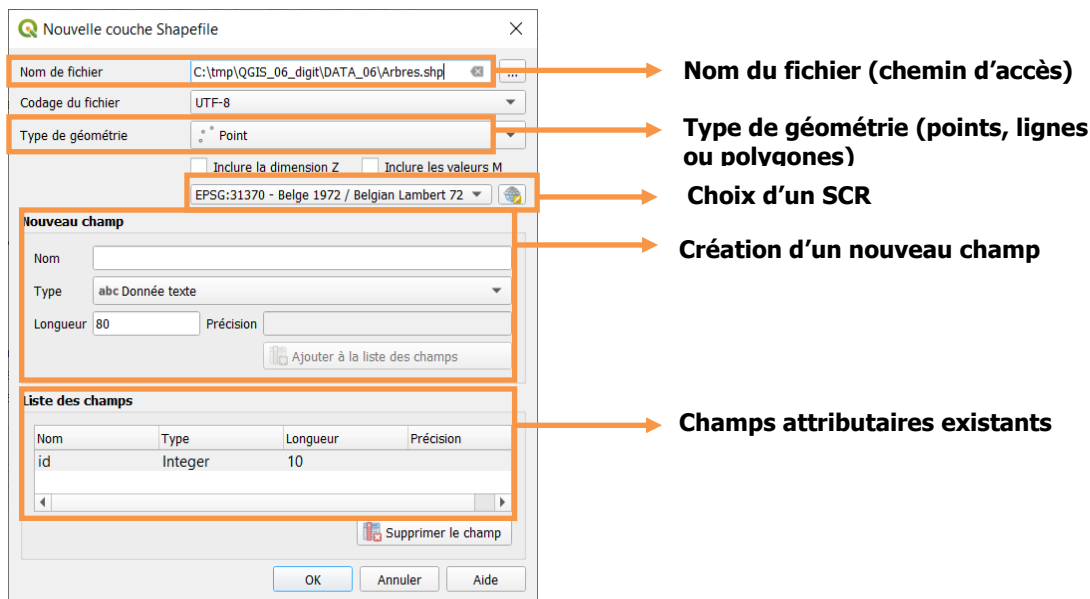 Nouvelle couche Shapefile
Nom de fichier C:\tmp\QGIS_06_digit\DATA_06\Arbres.shp ...
Nom du fichier (chemin d’accès)
Codage du fichier UTF-8
Type de géométrie Point
Type de géométrie (points, lignes
ou polygones)
Inclure la dimension Z Inclure les valeurs M
EPSG:31370 - Belge 1972 / Belgian Lambert 72
Choix d’un SCR
Nouveau champ
Création d’un nouveau champ
Nom
Type abc Donnée texte
Longueur 80 Précision
Ajouter à la liste des champs
Liste des champs
Champs attributaires existants
Nom Type Longueur Précision
id Integer 10
Supprimer le champ
OK Annuler Aide